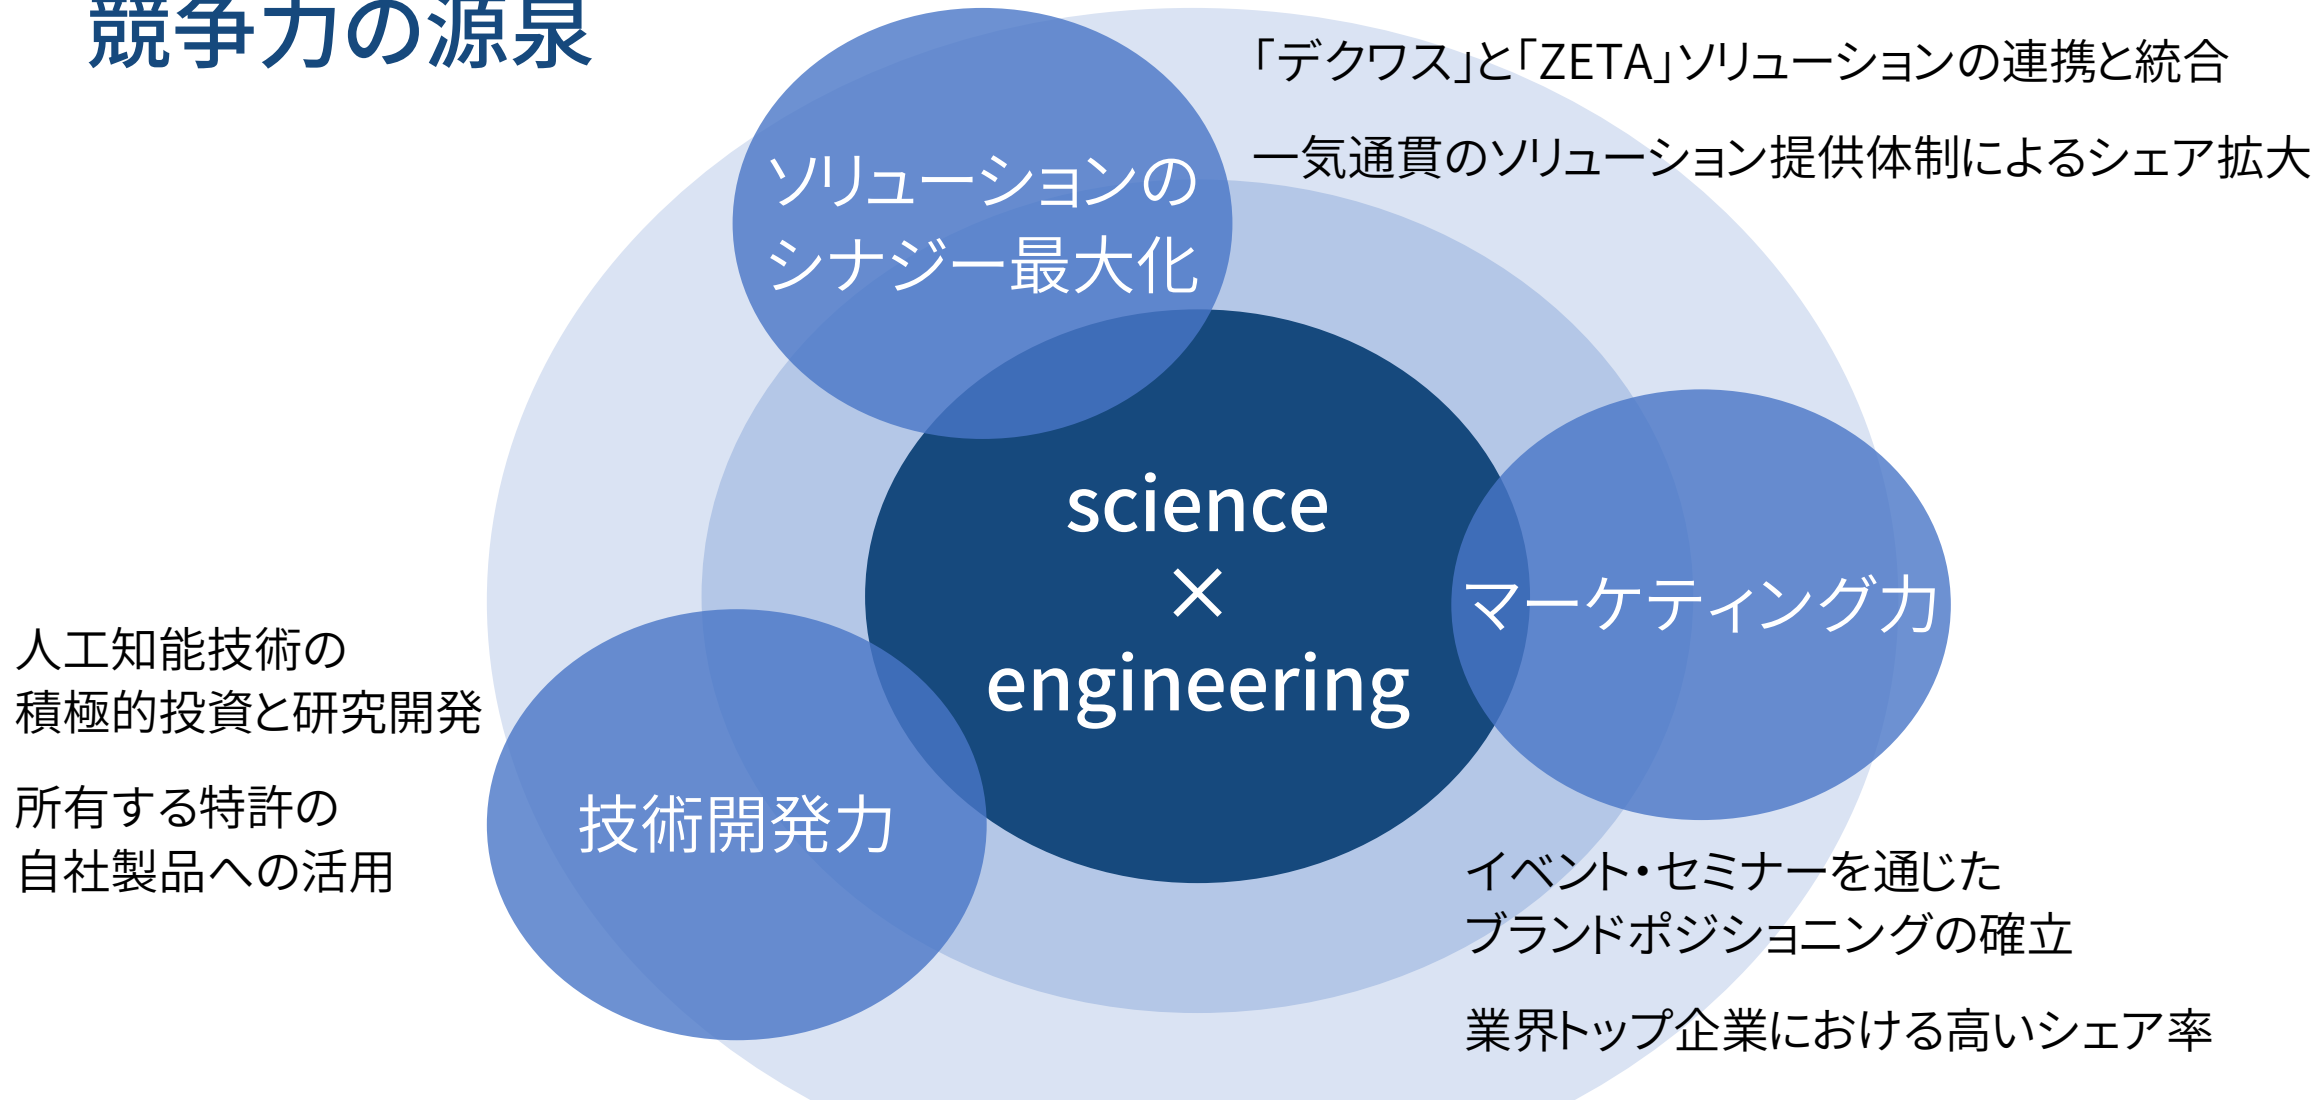 競争力の源泉
「デクワス」と「ZETA」ソリューションの連携と統合
一気通貫のソリューション提供体制によるシェア拡大
ソリューションの
シナジー最大化
science
×
engineering
マーケティング力
人工知能技術の
積極的投資と研究開発
所有する特許の
自社製品への活用
技術開発力
イベント・セミナーを通じた
ブランドポジショニングの確立
業界トップ企業における高いシェア率